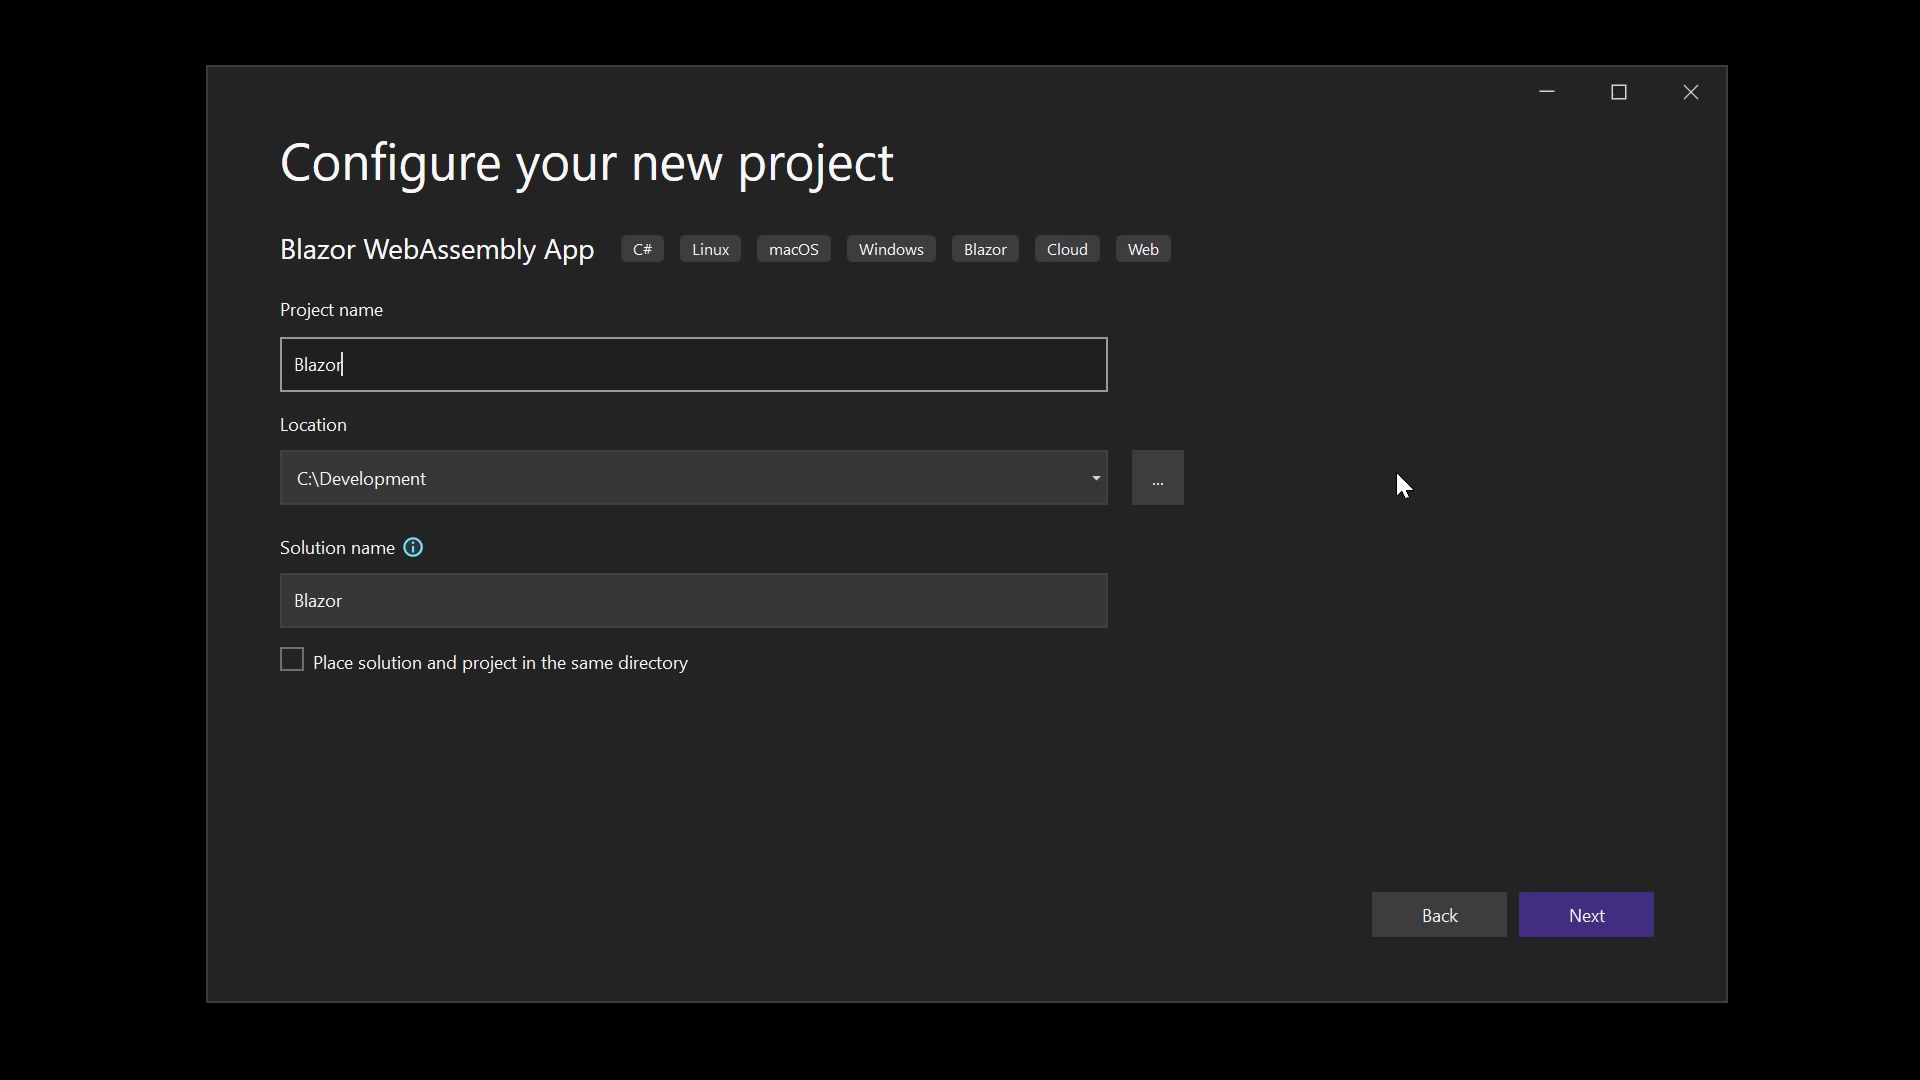 Configure your new project
Blazor WebAssembly App C# Linux macOS Windows Blazor Cloud Web
Project name
Blazor
Location
C:\Development ...
Solution name
Blazor
Place solution and project in the same directory
Back Next